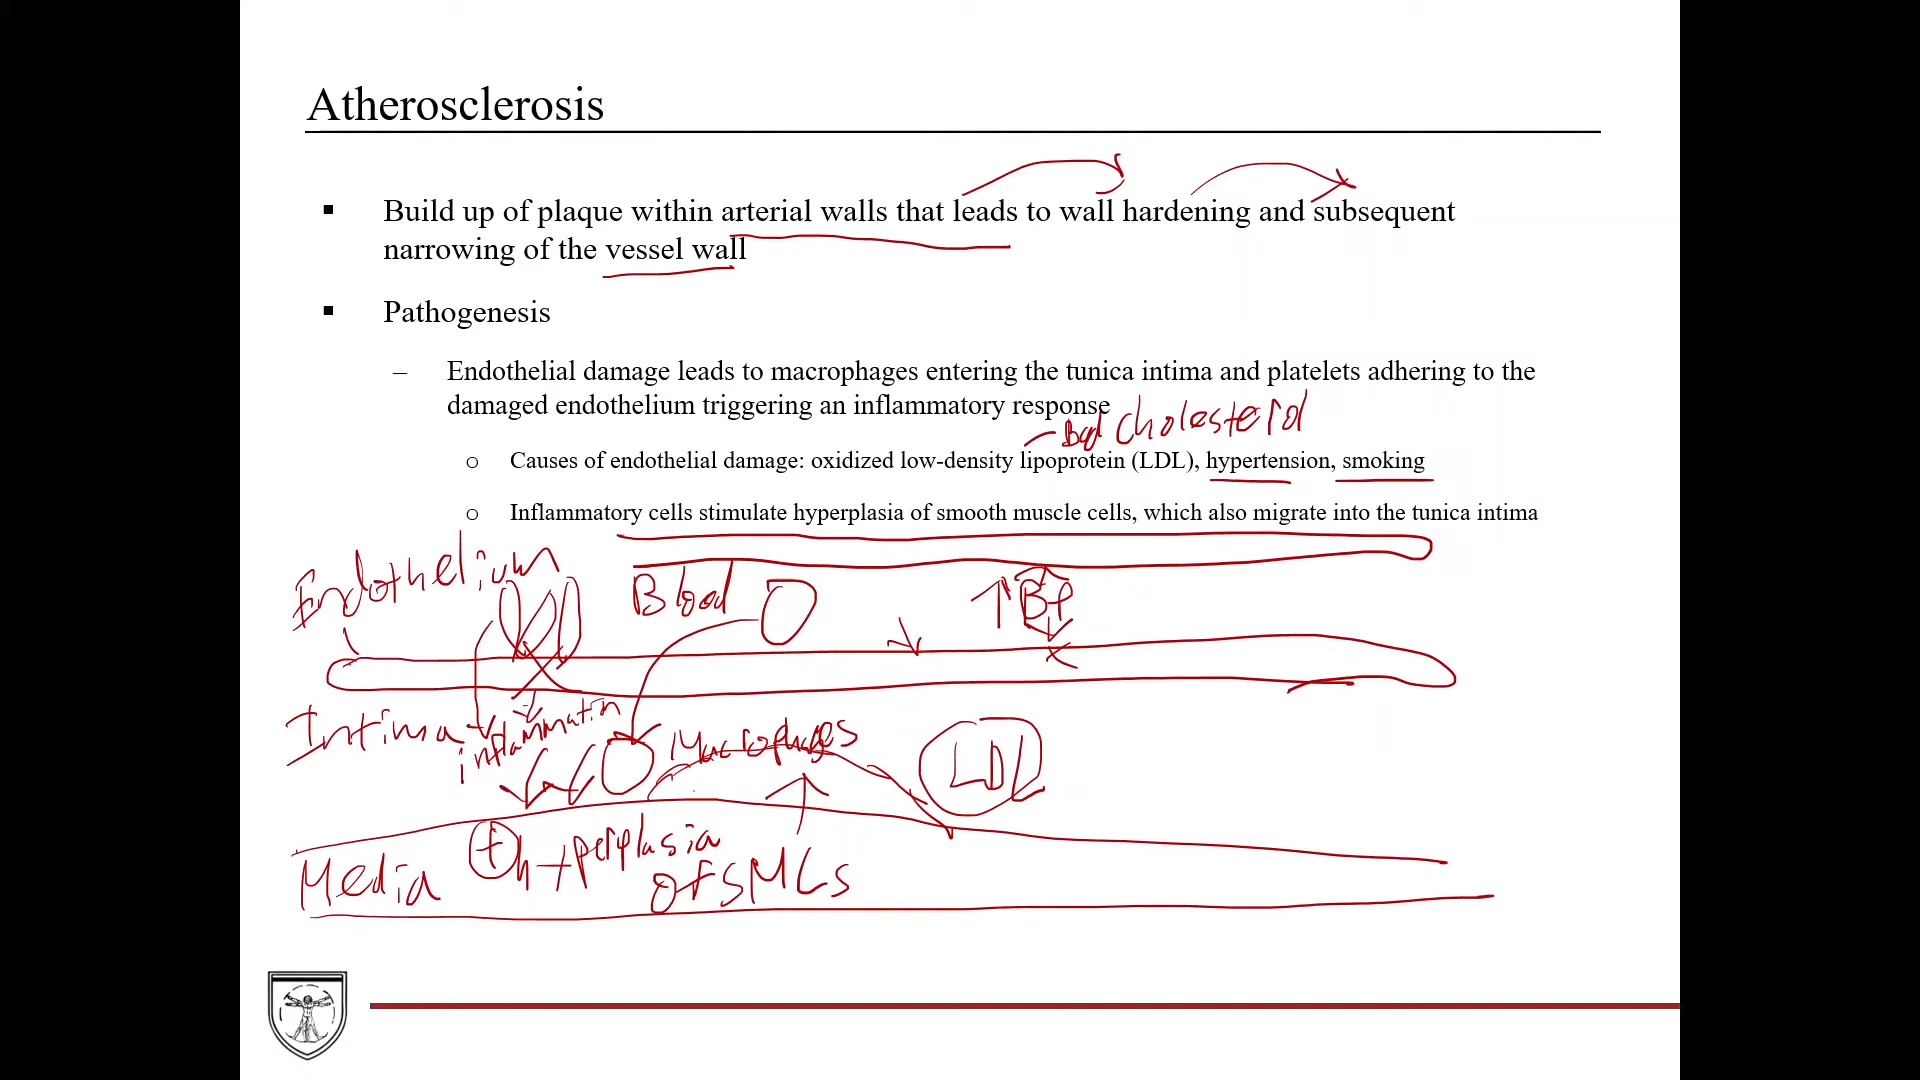 Atherosclerosis
▪ Build up of plaque within arterial walls that leads to wall hardening and subsequent
narrowing of the vessel wall
▪ Pathogenesis
– Endothelial damage leads to macrophages entering the tunica intima and platelets adhering to the
damaged endothelium triggering an inflammatory response
Bad Cholesterol
o Causes of endothelial damage: oxidized low-density lipoprotein (LDL), hypertension, smoking
o Inflammatory cells stimulate hyperplasia of smooth muscle cells, which also migrate into the tunica intima
Endothelium
Blood
↑ BP
Intima
inflammation
Macrophages
LDL
Media
+ hyperplasia
of SMCs